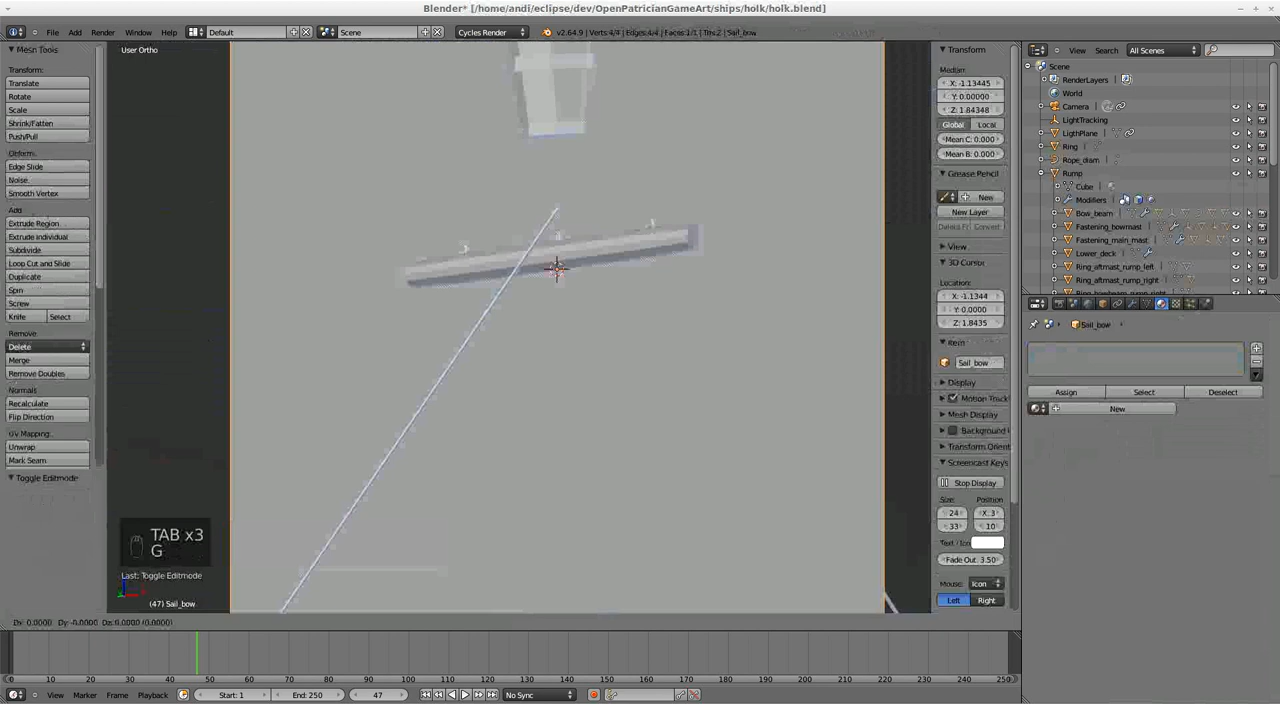 Blender* [/home/andi/eclipse/dev/OpenPatricianGameArt/ships/holk/holk.blend]
File Add Render Window Help Default Scene Cycles Render v2.64.9 | Verts:4/4 | Edges:4/4 | Faces:1/1 | Tris:2 | Sail_bow
Mesh Tools
Transform:
Translate
Rotate
Scale
Shrink/Fatten
Push/Pull
Deform:
Edge Slide
Noise
Smooth Vertex
Add:
Extrude Region
Extrude Individual
Subdivide
Loop Cut and Slide
Duplicate
Spin
Screw
Knife Select
Remove:
Delete
Merge
Remove Doubles
Normals:
Recalculate
Flip Direction
UV Mapping:
Unwrap
Mark Seam
Toggle Editmode
User Ortho
TAB x3
G
Last: Toggle Editmode
(47) Sail_bow
Dx: 0.0000 Dy: -0.0000 Dz: 0.0000 (0.0000)
Transform
Median:
X: -1.13445
Y: 0.00000
Z: 1.84348
Global Local
Mean C: 0.000
Mean B: 0.000
Grease Pencil
New
New Layer
View
3D Cursor
Location:
X: -1.1344
Y: 0.0000
Z: 1.8435
Item
Sail_bow
Display
Motion Track
Mesh Display
Background I
Transform Orient
Screencast Keys
Stop Display
Size: Position
24 X: 3
33 10
Text / Ico
Fade Out: 3.50
Mouse: Icon
Left Right
View Search All Scenes
Scene
RenderLayers
World
Camera
LightTracking
LigthPlane
Ring
Rope_diam
Rump
Cube
Modifiers
Bow_beam
Fastening_bowmast
Fastening_main_mast
Lower_deck
Ring_aftmast_rump_left
Ring_aftmast_rump_right
Ring_bowbeam_rump_right
Sail_bow
Assign Select Deselect
New
0 10 20 30 40 50 60 70 80 90 100 110 120 130 140 150 160 170 180 190 200 210 220 230 240 250
View Marker Frame Playback Start: 1 End: 250 47 No Sync